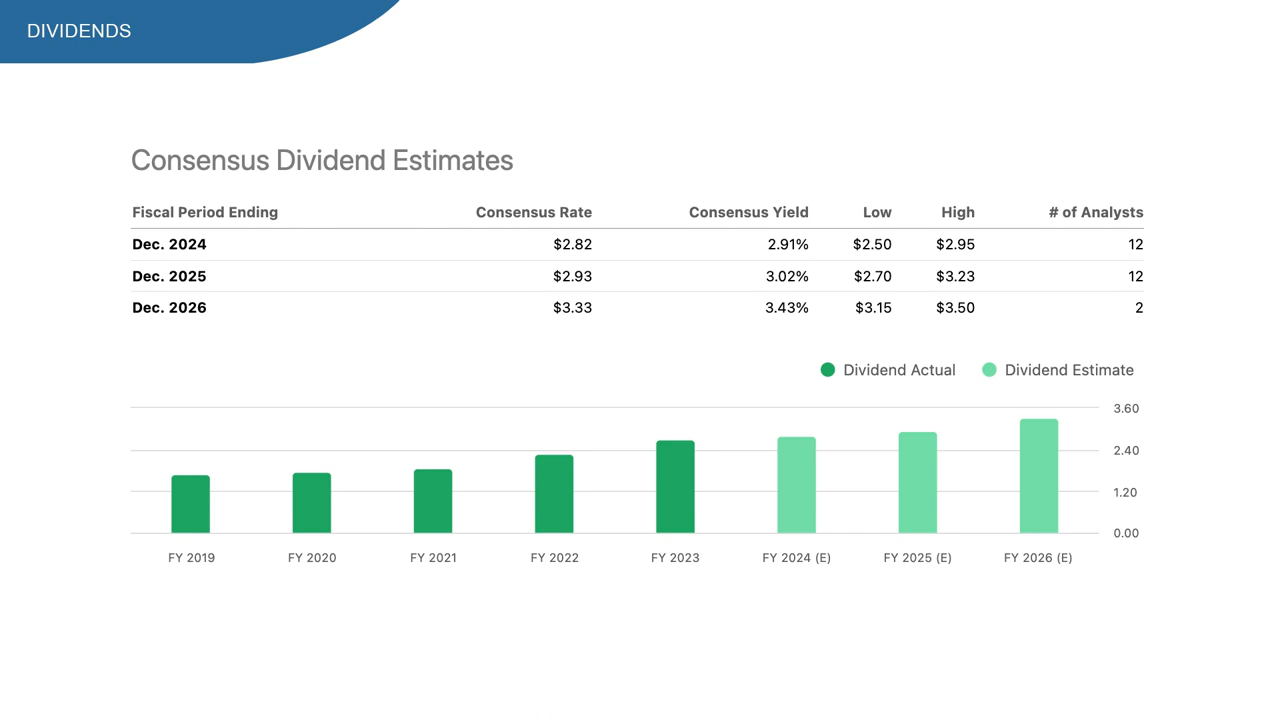 DIVIDENDS
Consensus Dividend Estimates
Fiscal Period Ending Consensus Rate Consensus Yield Low High # of Analysts
Dec. 2024 $2.82 2.91% $2.50 $2.95 12
Dec. 2025 $2.93 3.02% $2.70 $3.23 12
Dec. 2026 $3.33 3.43% $3.15 $3.50 2
Dividend Actual Dividend Estimate
3.60
2.40
1.20
0.00
FY 2019 FY 2020 FY 2021 FY 2022 FY 2023 FY 2024 (E) FY 2025 (E) FY 2026 (E)